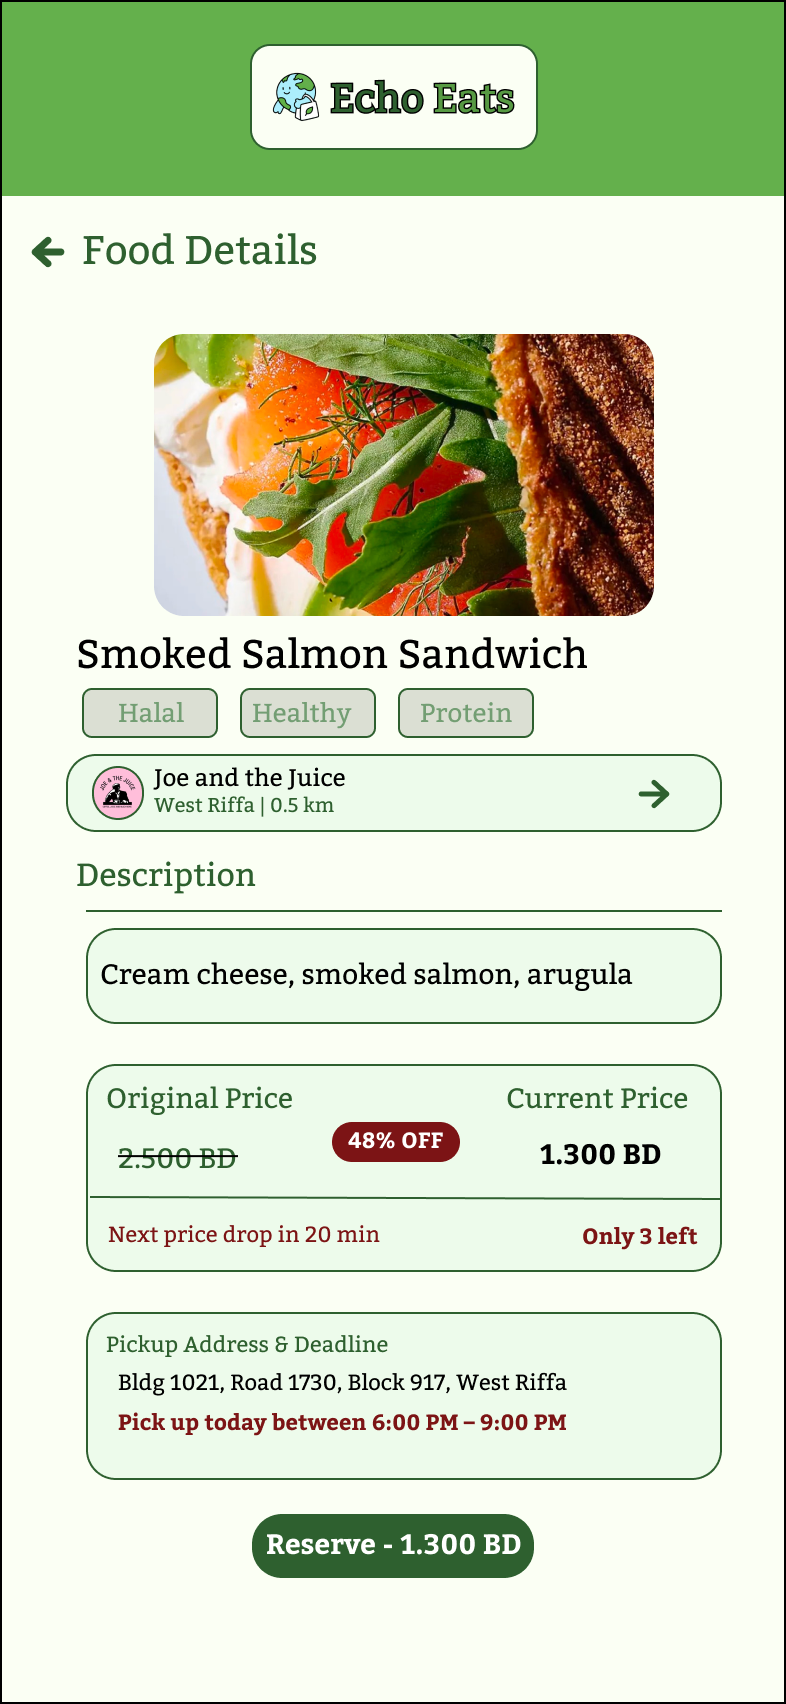 Echo Eats
Food Details
Smoked Salmon Sandwich
Halal
Healthy
Protein
JOE & THE JUICE
Joe and the Juice
West Riffa | 0.5 km
Description
Cream cheese, smoked salmon, arugula
Original Price
Current Price
2.500 BD
48% OFF
1.300 BD
Next price drop in 20 min
Only 3 left
Pickup Address & Deadline
Bldg 1021, Road 1730, Block 917, West Riffa
Pick up today between 6:00 PM – 9:00 PM
Reserve - 1.300 BD